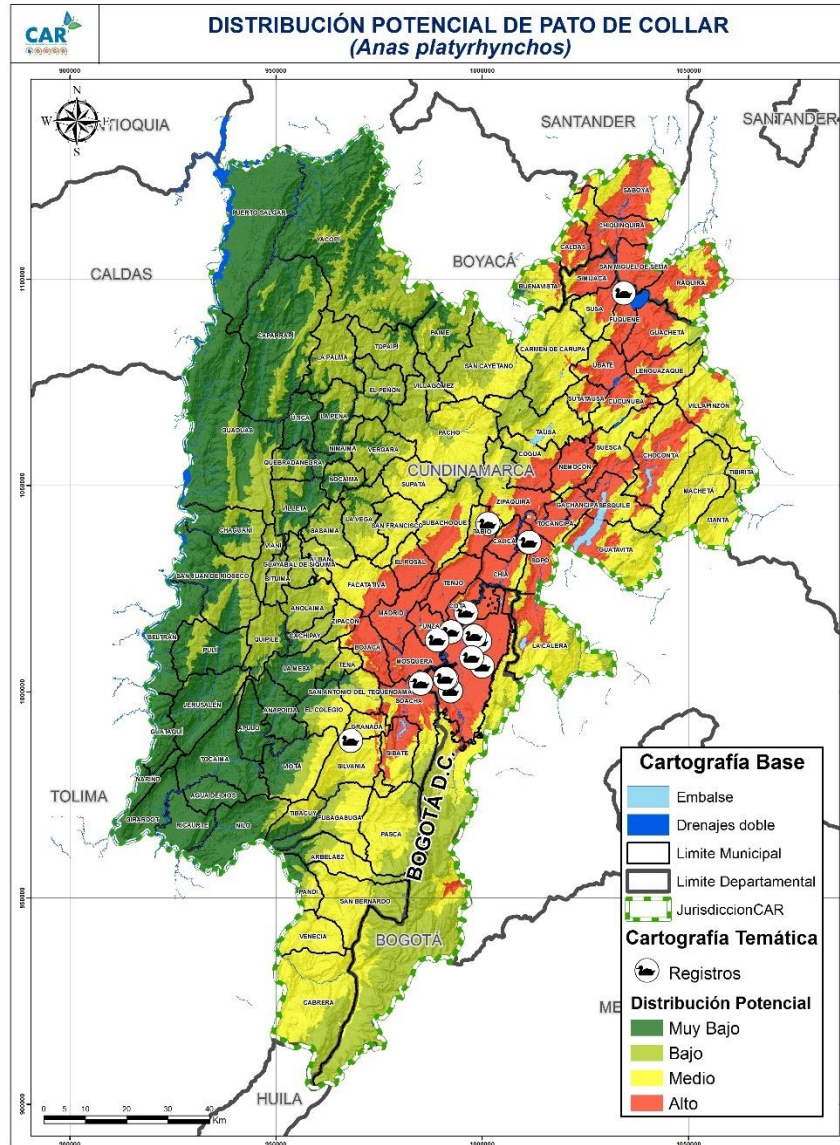 CAR
DISTRIBUCIÓN POTENCIAL DE PATO DE COLLAR
(Anas platyrhynchos)
900000
950000
1000000
1050000
N
W
E
S
SANTANDER
SANTANDER
CALDAS
BOYACÁ
1100000
PUERTO SALGAR
YACOPÍ
SABOYÁ
CHIQUINQUIRÁ
CALDAS
SAN MIGUEL DE SEMA
BUENAVISTA
SIMIJACA
RÁQUIRA
SUSA
FÚQUENE
GUACHETÁ
CAPARRAPÍ
PAIME
TOPAIPÍ
LA PALMA
SAN CAYETANO
CARMEN DE CARUPA
UBATÉ
LENGUAZAQUE
EL PEÑÓN
VILLAGÓMEZ
SUTATAUSA
CUCUNUBÁ
VILLAPINZÓN
GUADUAS
ÚTICA
LA PEÑA
PACHO
TAUSA
NIMAIMA
VERGARA
COGUA
SUESCA
CHOCONTÁ
QUEBRADANEGRA
CUNDINAMARCA
NEMOCÓN
TIBIRITA
NOCAIMA
SUPATÁ
MACHETÁ
ZIPAQUIRÁ
VILLETA
LA VEGA
SAN FRANCISCO
SUBACHOQUE
MANTA
CHAGUANÍ
SASAIMA
TABIO
CAJICÁ
TOCANCIPÁ
VIANÍ
GUATAVITA
GUAYABAL DE SIQUIMA
EL ROSAL
SOPÓ
SAN JUAN DE RIOSECO
BITUIMA
FACATATIVÁ
TENJO
CHÍA
ANOLAIMA
MADRID
COTA
BELTRÁN
ZIPACÓN
FUNZA
PULÍ
QUIPILE
CACHIPAY
BOJACÁ
LA CALERA
LA MESA
TENA
MOSQUERA
1000000
JERUSALÉN
SAN ANTONIO DEL TEQUENDAMA
SOACHA
ANAPOIMA
EL COLEGIO
GUATAQUÍ
APULO
GRANADA
SIBATÉ
TOCAIMA
VIOTÁ
SILVANIA
NARIÑO
TOLIMA
AGUA DE DIOS
TIBACUY
FUSAGASUGÁ
GIRARDOT
RICAURTE
NILO
PASCA
BOGOTÁ D.C.
ARBELÁEZ
PANDI
SAN BERNARDO
VENECIA
BOGOTÁ
CABRERA
HUILA
Cartografía Base
Embalse
Drenajes doble
Limite Municipal
Limite Departamental
JurisdiccionCAR
Cartografía Temática
Registros
Distribución Potencial
Muy Bajo
Bajo
Medio
Alto
0 5 10 20 30 40
Km